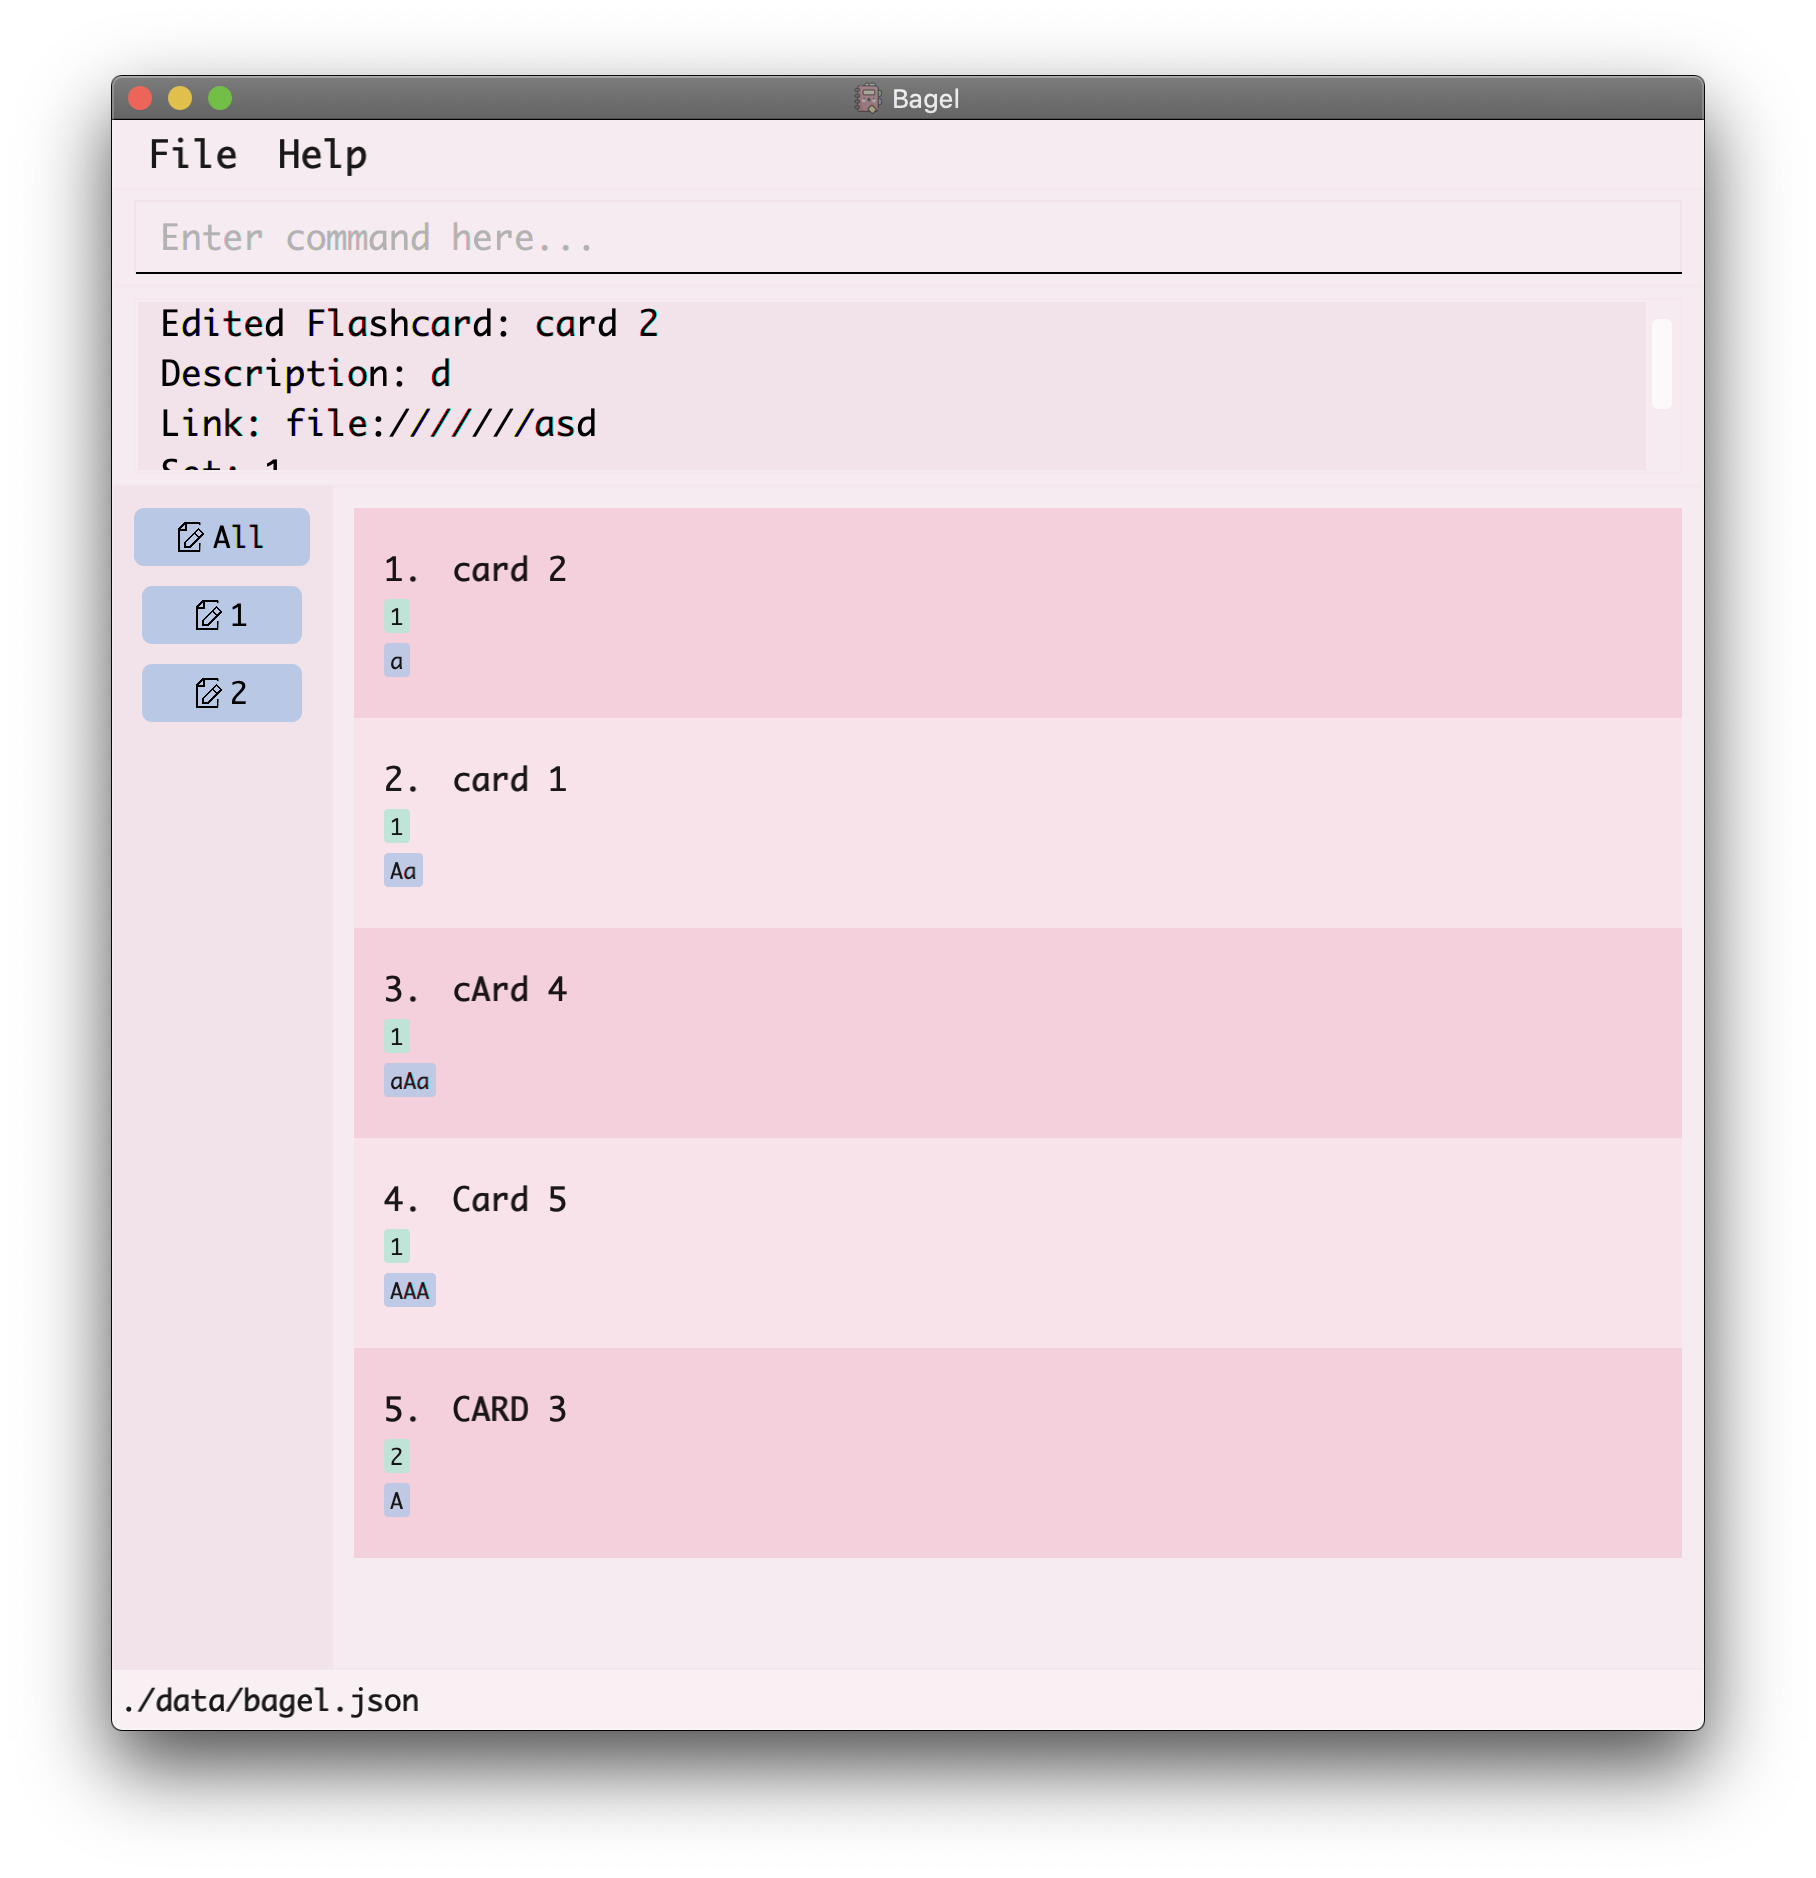 Bagel
File Help
Enter command here...
Edited Flashcard: card 2
Description: d
Link: file:///////asd
Set: 1
All
1
2
1. card 2
1
a
2. card 1
1
Aa
3. cArd 4
1
aAa
4. Card 5
1
AAA
5. CARD 3
2
A
./data/bagel.json